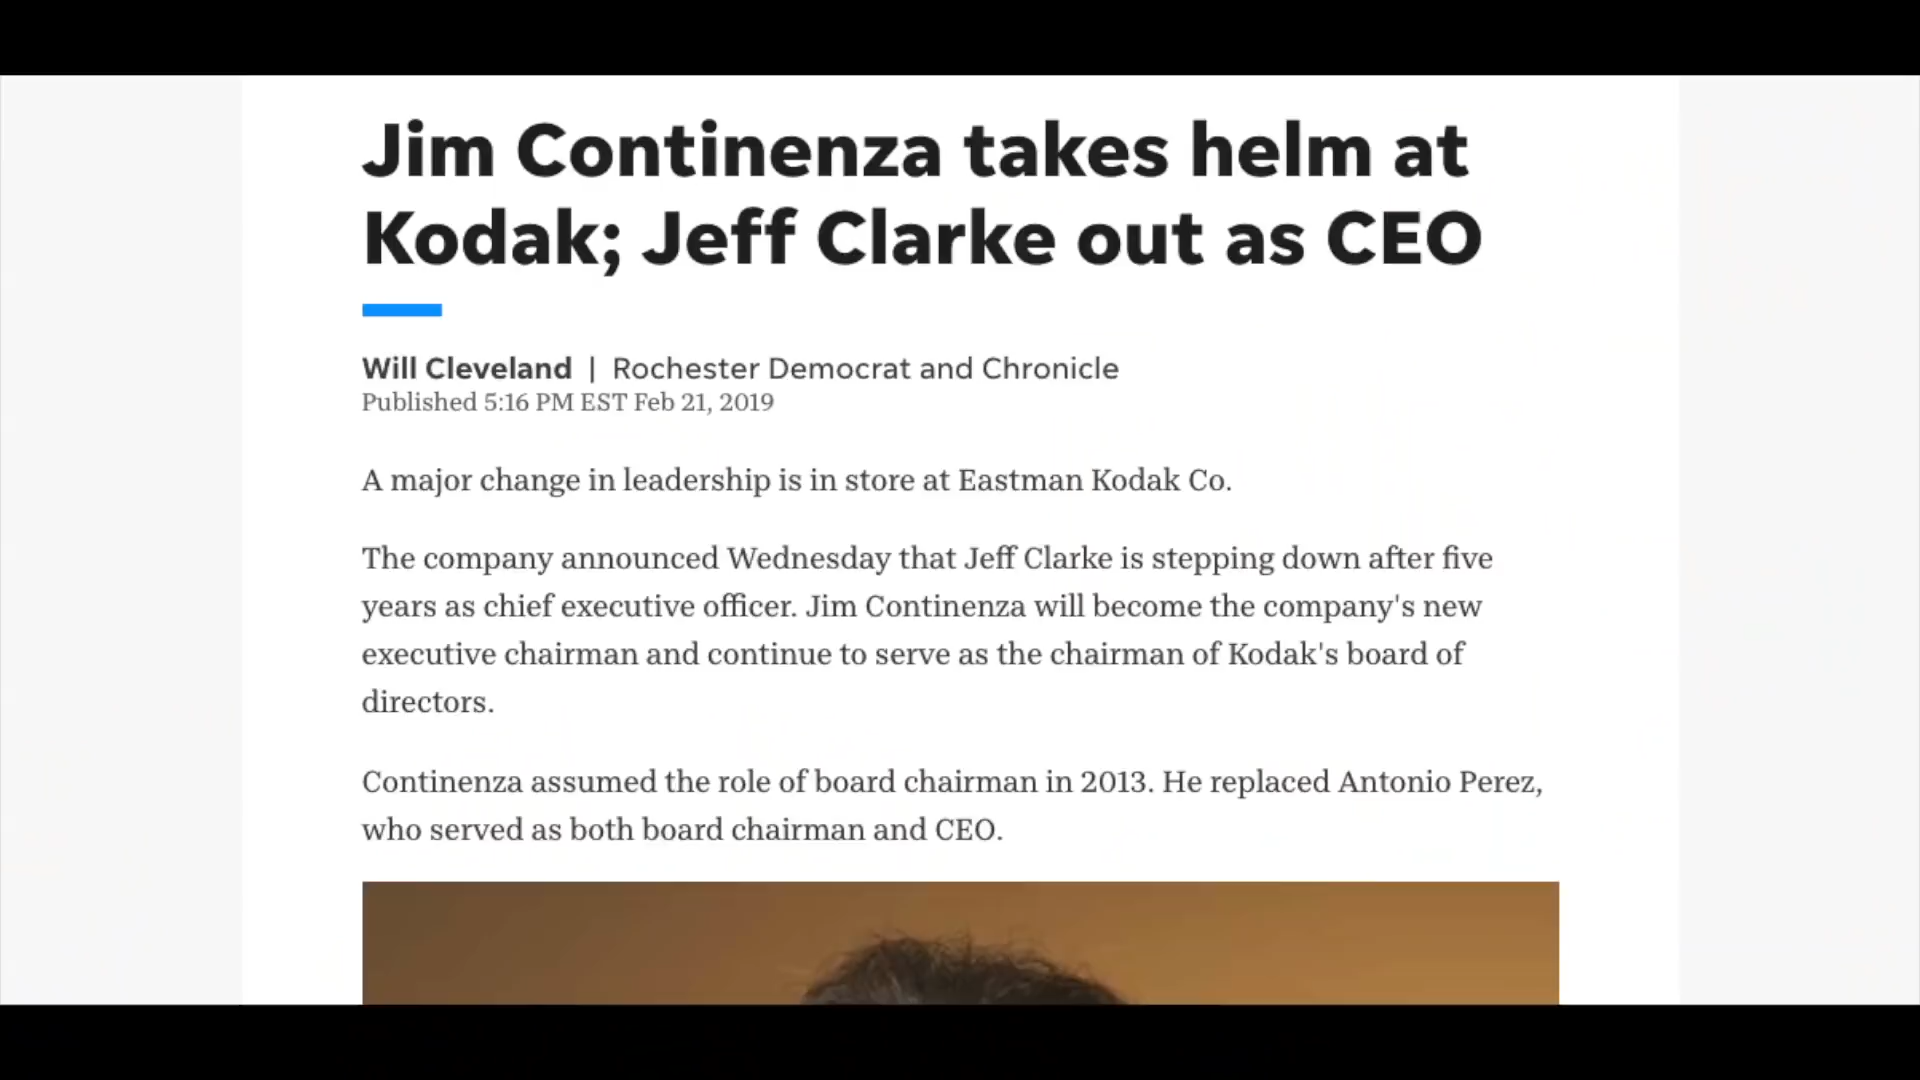 Jim Continenza takes helm at
Kodak; Jeff Clarke out as CEO
Will Cleveland | Rochester Democrat and Chronicle
Published 5:16 PM EST Feb 21, 2019
A major change in leadership is in store at Eastman Kodak Co.
The company announced Wednesday that Jeff Clarke is stepping down after five
years as chief executive officer. Jim Continenza will become the company's new
executive chairman and continue to serve as the chairman of Kodak's board of
directors.
Continenza assumed the role of board chairman in 2013. He replaced Antonio Perez,
who served as both board chairman and CEO.